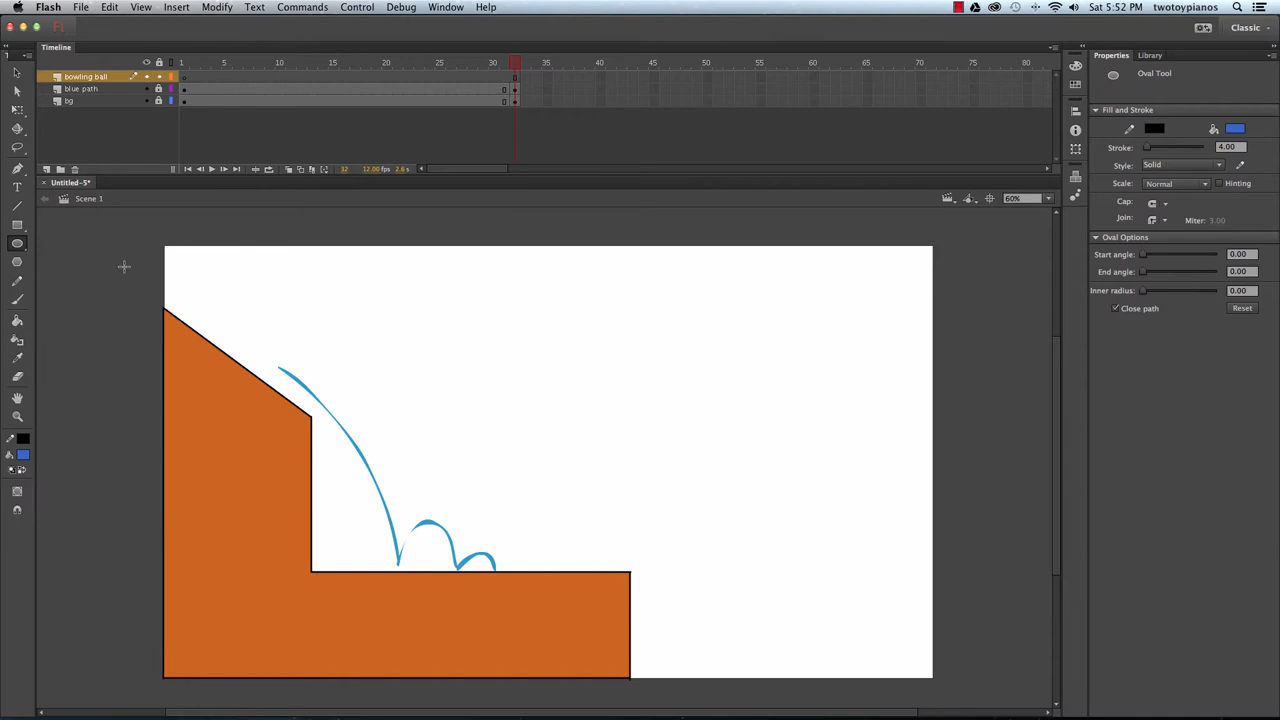 Flash File Edit View Insert Modify Text Commands Control Debug Window Help Sat 5:52 PM twotoypianos
Fl Classic
Timeline Properties Library
1 5 10 15 20 25 30 35 40 45 50 55 60 65 70 75 80
bowling ball
Oval Tool
blue path
bg
Fill and Stroke
Stroke: 4.00
Style: Solid
32 12.00 fps 2.6 s
Untitled-5*
Scale: Normal Hinting
Scene 1 60%
Cap:
Join: Miter: 3.00
Oval Options
Start angle: 0.00
End angle: 0.00
Inner radius: 0.00
Close path Reset